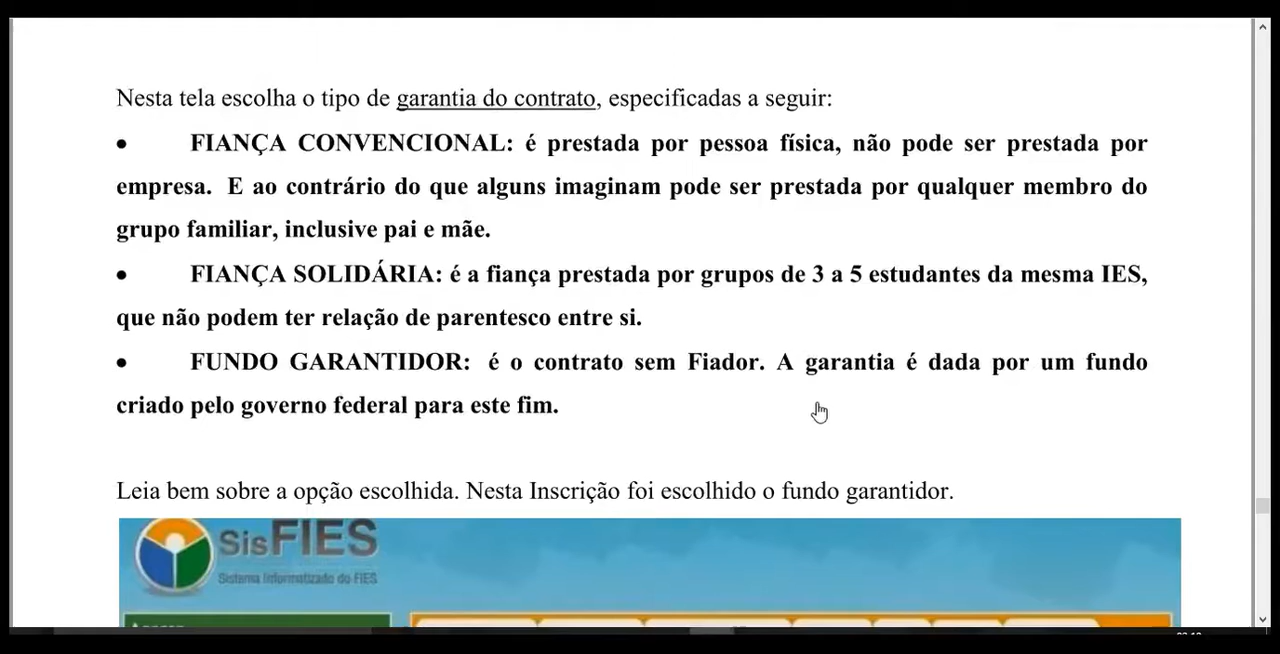 Nesta tela escolha o tipo de garantia do contrato, especificadas a seguir:
• FIANÇA CONVENCIONAL: é prestada por pessoa física, não pode ser prestada por
empresa. E ao contrário do que alguns imaginam pode ser prestada por qualquer membro do
grupo familiar, inclusive pai e mãe.
• FIANÇA SOLIDÁRIA: é a fiança prestada por grupos de 3 a 5 estudantes da mesma IES,
que não podem ter relação de parentesco entre si.
• FUNDO GARANTIDOR: é o contrato sem Fiador. A garantia é dada por um fundo
criado pelo governo federal para este fim.
Leia bem sobre a opção escolhida. Nesta Inscrição foi escolhido o fundo garantidor.
SisFIES
Sistema Informatizado do FIES